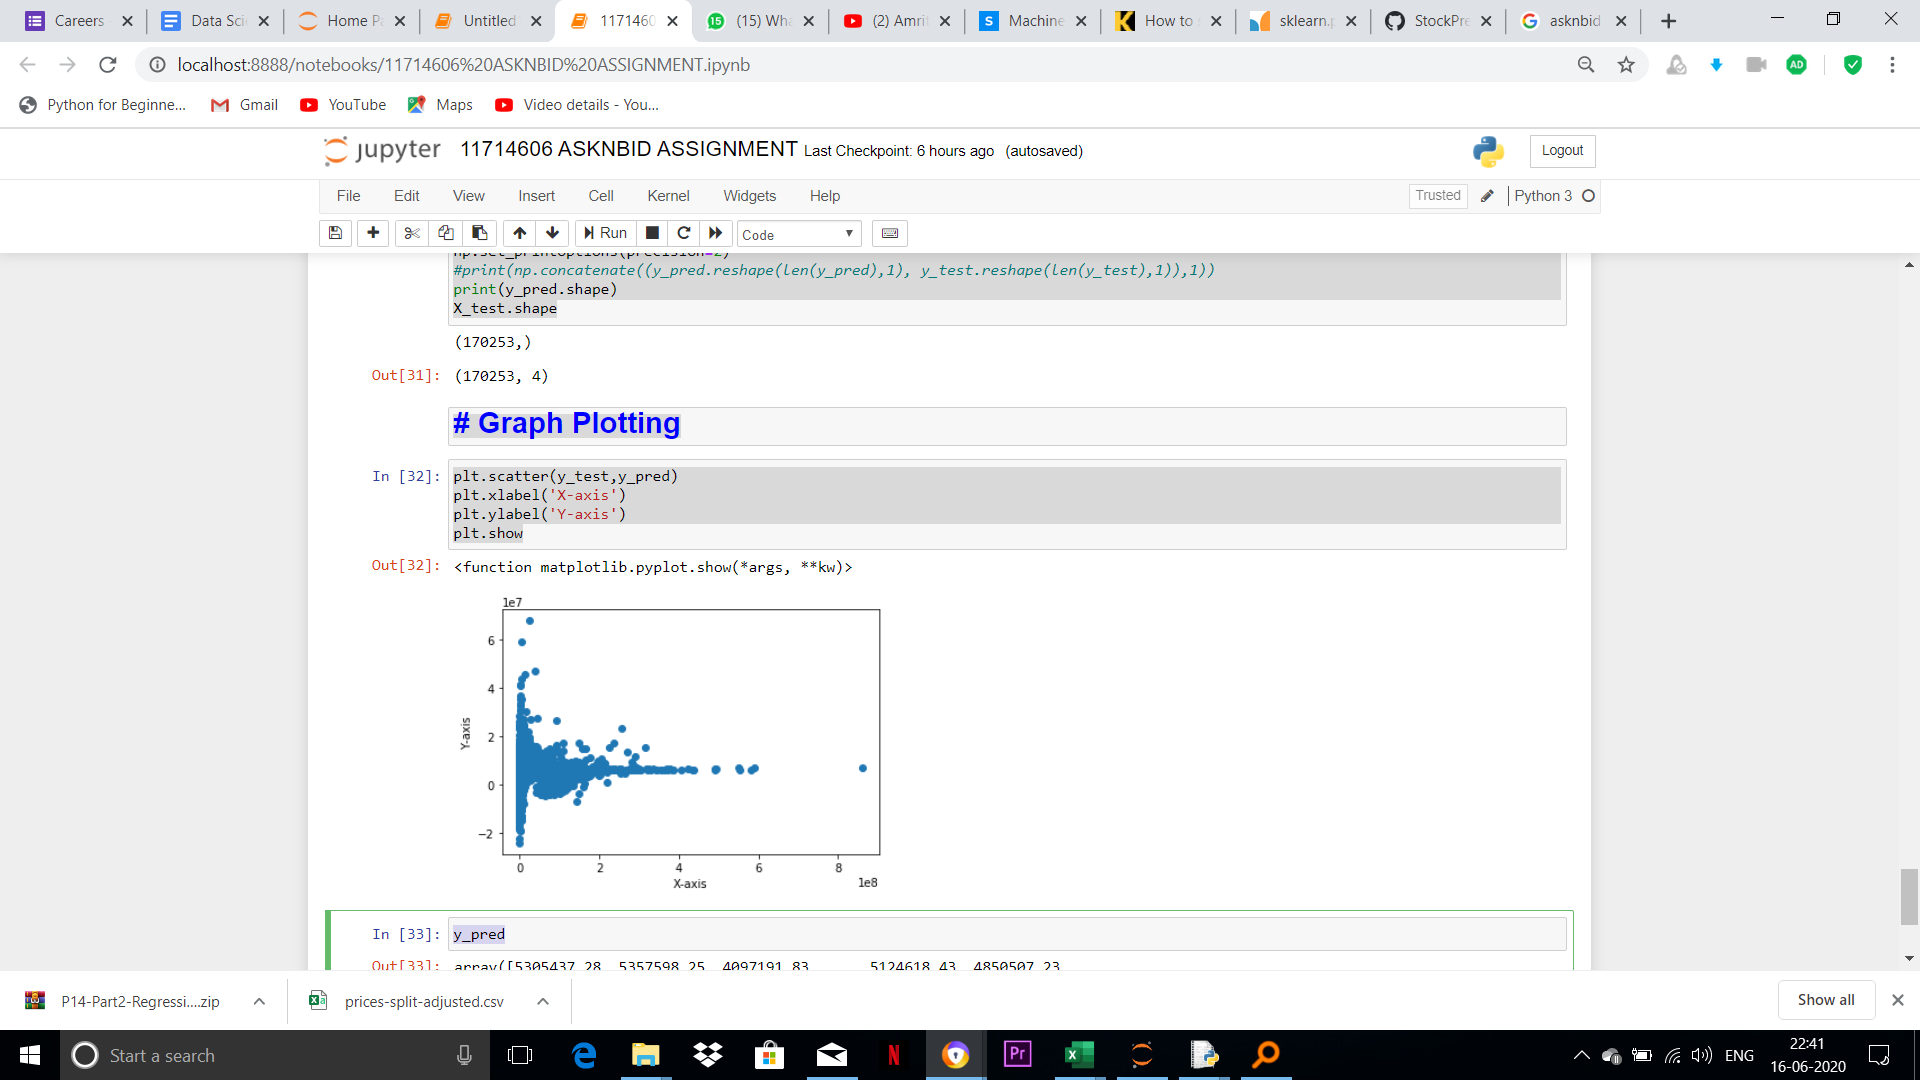 Careers
Data Sci
Home P
Untitled
1171460
(15) Wha
(2) Amri
Machine
How to
sklearn.p
StockPre
asknbid
localhost:8888/notebooks/11714606%20ASKNBID%20ASSIGNMENT.ipynb
Python for Beginne...
Gmail
YouTube
Maps
Video details - You...
jupyter
11714606 ASKNBID ASSIGNMENT Last Checkpoint: 6 hours ago (autosaved)
Logout
File Edit View Insert Cell Kernel Widgets Help
Trusted
Python 3
Run
Code
np.set_printoptions(precision=2)
#print(np.concatenate((y_pred.reshape(len(y_pred),1), y_test.reshape(len(y_test),1)),1))
print(y_pred.shape)
X_test.shape
(170253,)
Out[31]: (170253, 4)
# Graph Plotting
In [32]: plt.scatter(y_test,y_pred)
plt.xlabel('X-axis')
plt.ylabel('Y-axis')
plt.show
Out[32]: <function matplotlib.pyplot.show(*args, **kw)>
1e7
6
4
2
0
−2
Y-axis
0 2 4 6 8
X-axis
1e8
In [33]: y_pred
Out[33]: array([5305437.28, 5357598.25, 4097191.83, ..., 5124618.43, 4850507.23,
P14-Part2-Regressi....zip
prices-split-adjusted.csv
Show all
Start a search
ENG
22:41
16-06-2020